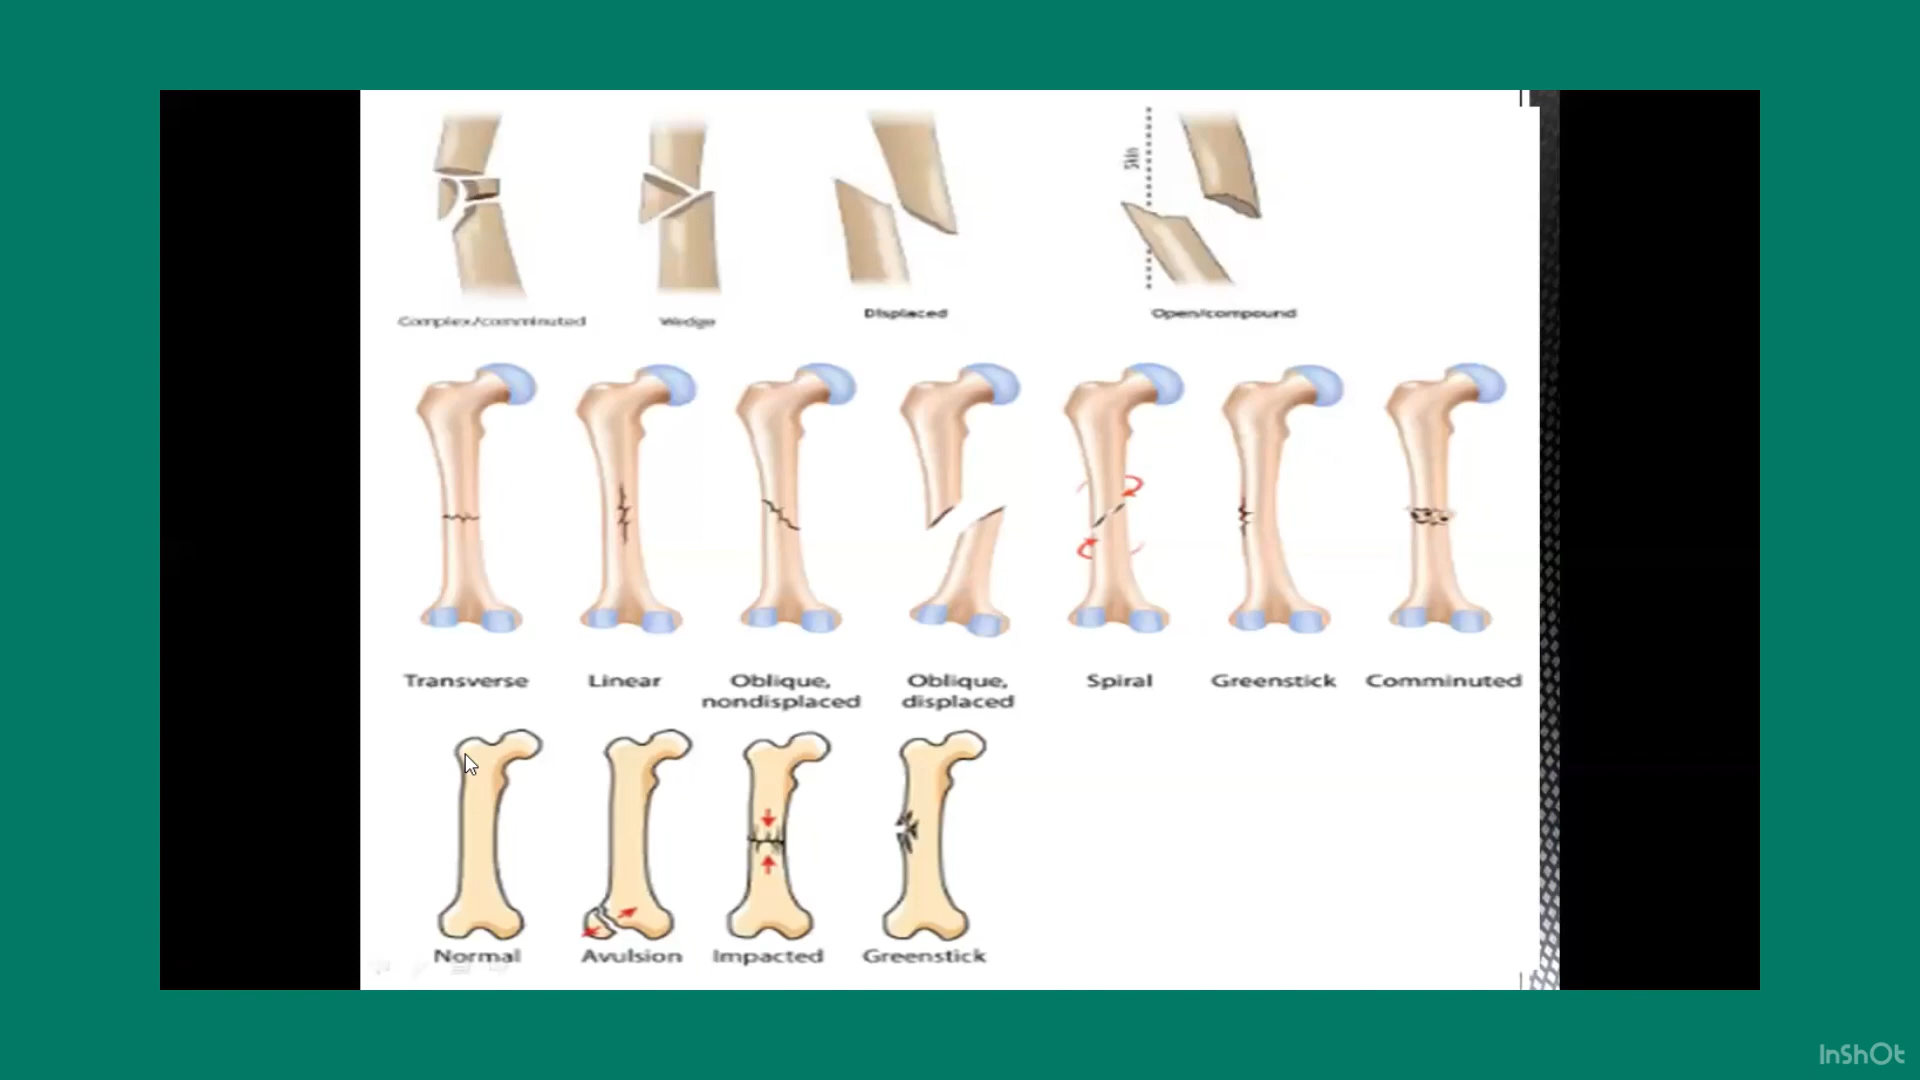 Skin
Complex/comminuted
Wedge
Displaced
Open/compound
Transverse
Linear
Oblique,
nondisplaced
Oblique,
displaced
Spiral
Greenstick
Comminuted
Normal
Avulsion
Impacted
Greenstick
InShOt